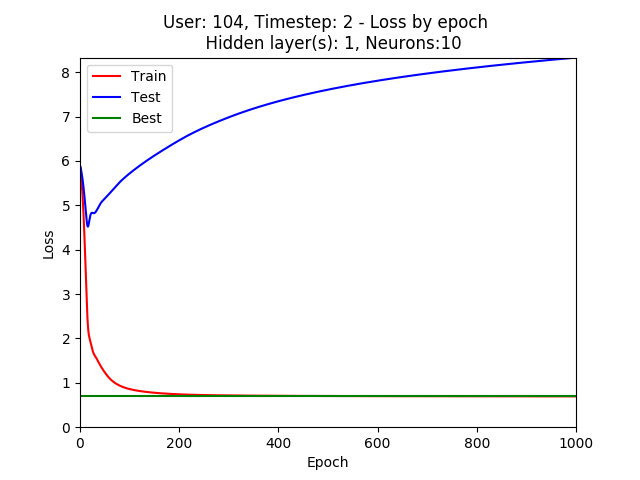 User: 104, Timestep: 2 - Loss by epoch
Hidden layer(s): 1, Neurons:10
Train
Test
Best
8
7
6
5
4
3
2
1
0
Loss
0 200 400 600 800 1000
Epoch